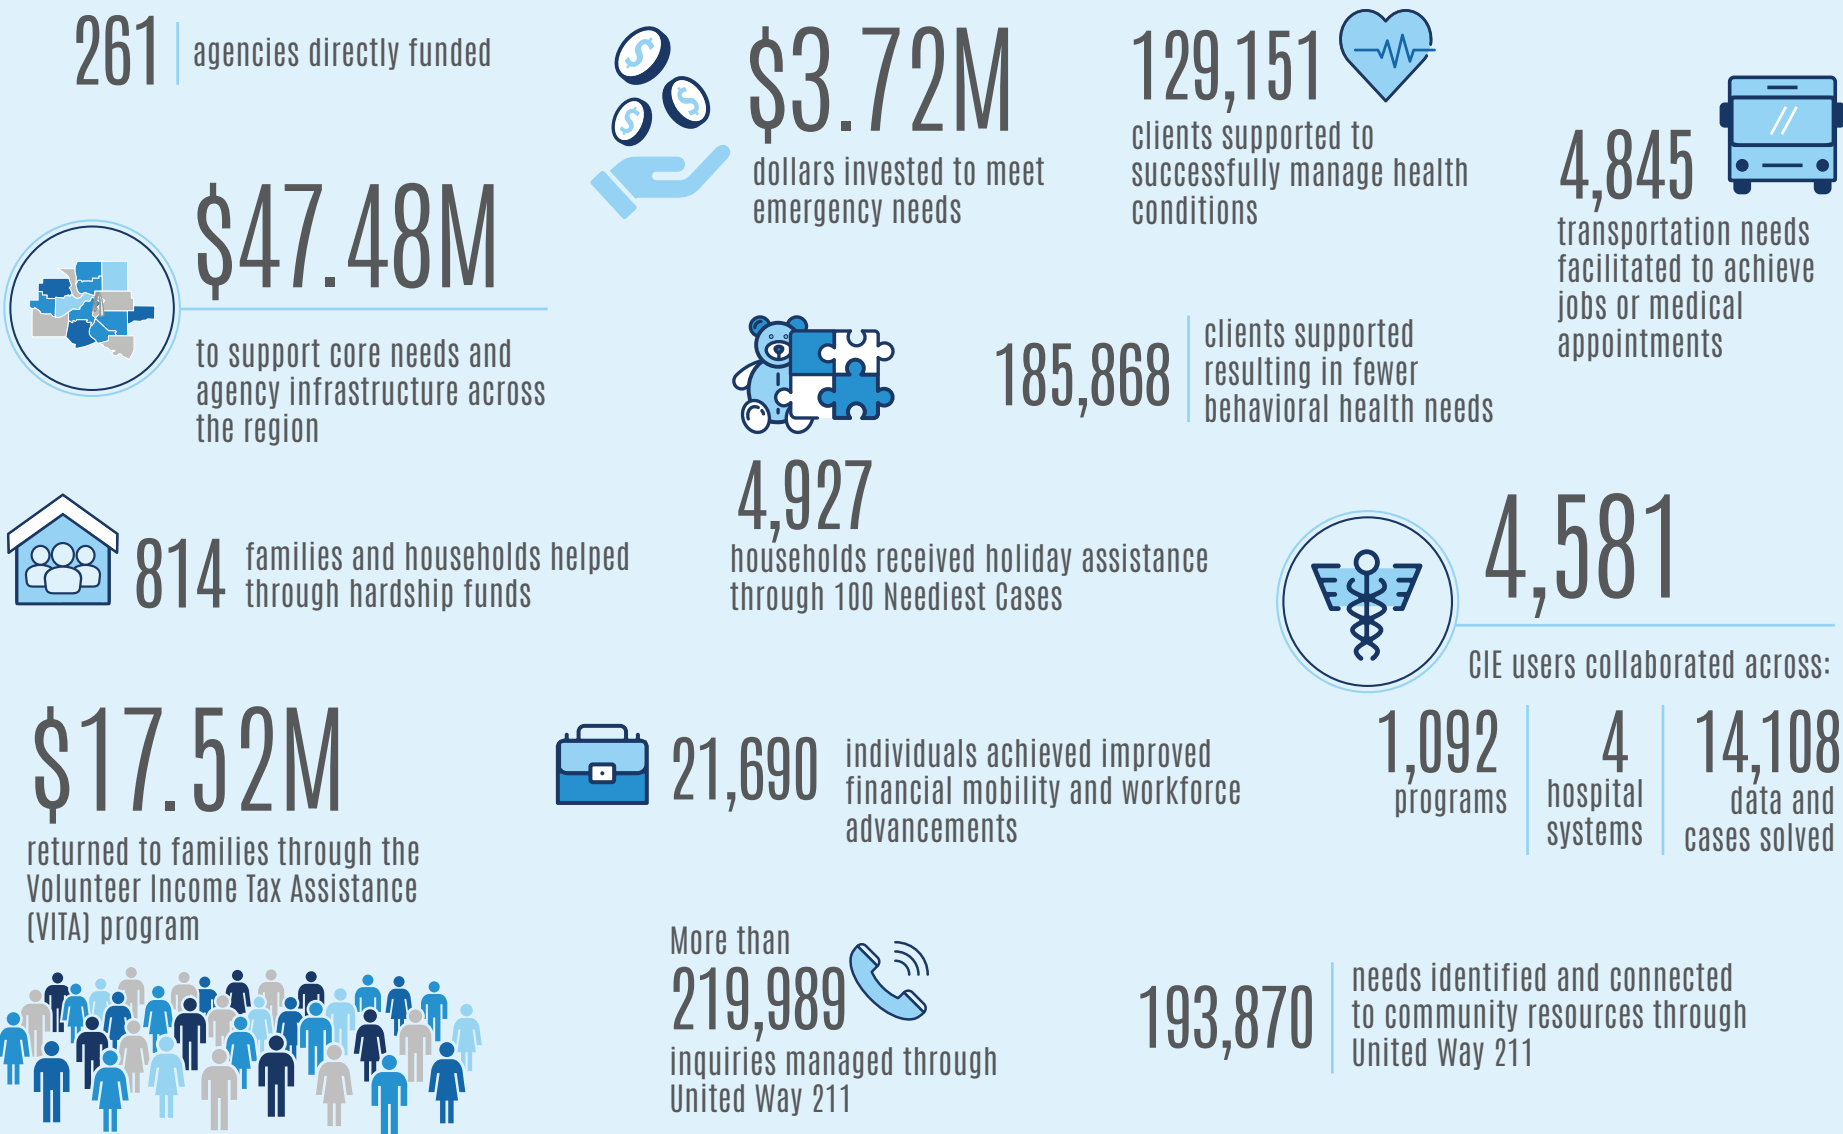 261
agencies directly funded
$47.48M
to support core needs and
agency infrastructure across
the region
$3.72M
dollars invested to meet
emergency needs
129,151
clients supported to
successfully manage health
conditions
4,845
transportation needs
facilitated to achieve
jobs or medical
appointments
185,868
clients supported
resulting in fewer
behavioral health needs
814
families and households helped
through hardship funds
4,927
households received holiday assistance
through 100 Neediest Cases
4,581
CIE users collaborated across:
1,092
programs
4
hospital
systems
14,108
data and
cases solved
$17.52M
returned to families through the
Volunteer Income Tax Assistance
(VITA) program
21,690
individuals achieved improved
financial mobility and workforce
advancements
More than
219,989
inquiries managed through
United Way 211
193,870
needs identified and connected
to community resources through
United Way 211